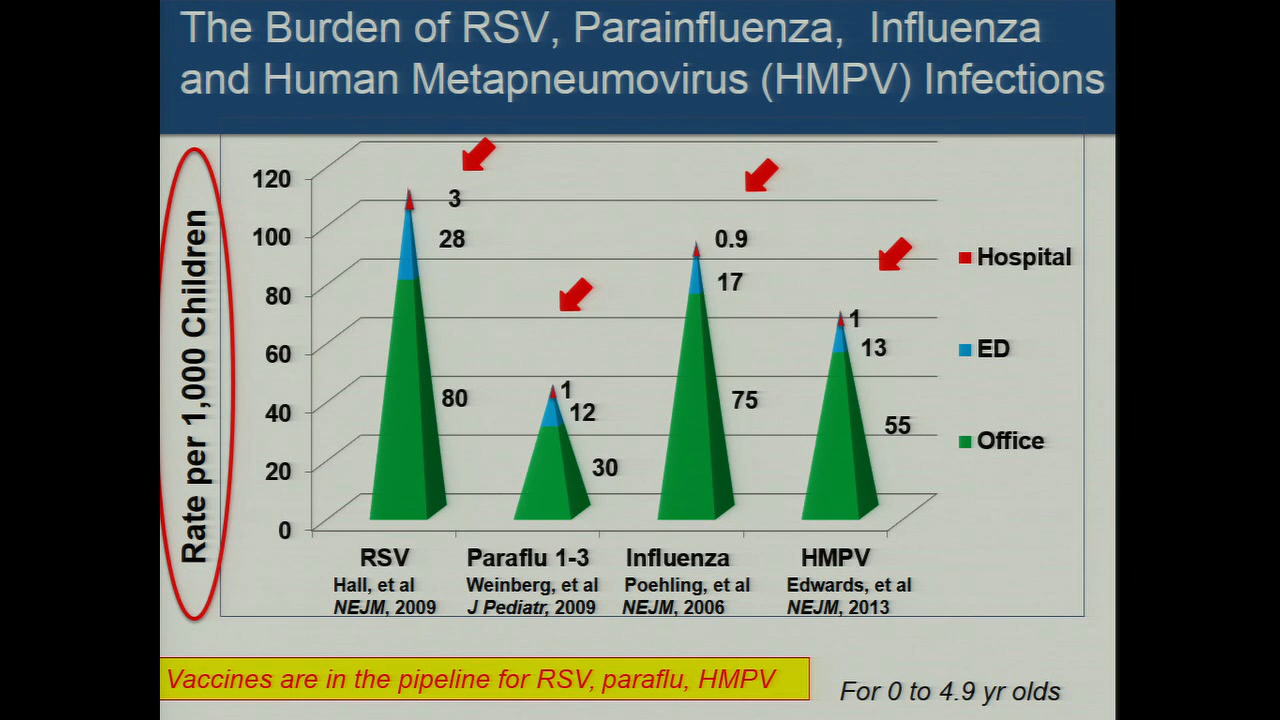 The Burden of RSV, Parainfluenza, Influenza
and Human Metapneumovirus (HMPV) Infections
Rate per 1,000 Children
120
100
80
60
40
20
0
3
28
80
1
12
30
0.9
17
75
1
13
55
Hospital
ED
Office
RSV Paraflu 1-3 Influenza HMPV
Hall, et al Weinberg, et al Poehling, et al Edwards, et al
NEJM, 2009 J Pediatr, 2009 NEJM, 2006 NEJM, 2013
Vaccines are in the pipeline for RSV, paraflu, HMPV
For 0 to 4.9 yr olds